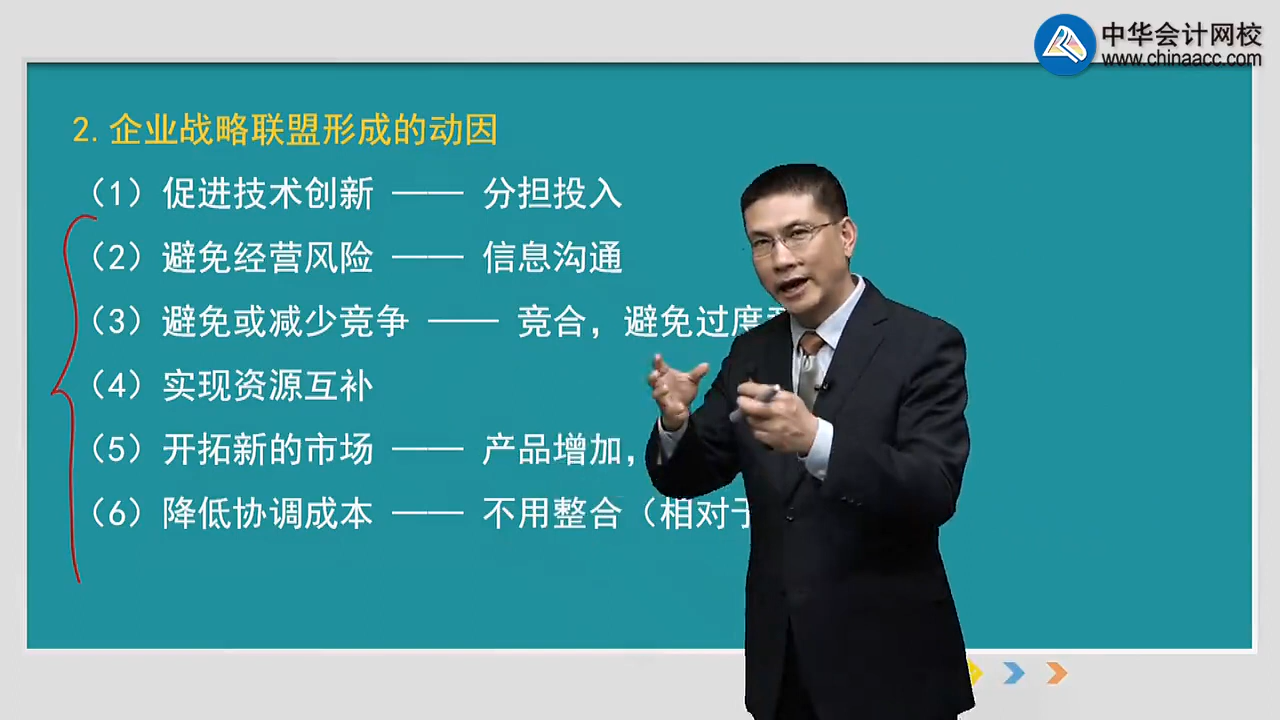 中华会计网校
www.chinaacc.com
2.企业战略联盟形成的动因
（1）促进技术创新 —— 分担投入
（2）避免经营风险 —— 信息沟通
（3）避免或减少竞争 —— 竞合，避免过度
（4）实现资源互补
（5）开拓新的市场 —— 产品增加，
（6）降低协调成本 —— 不用整合（相对于